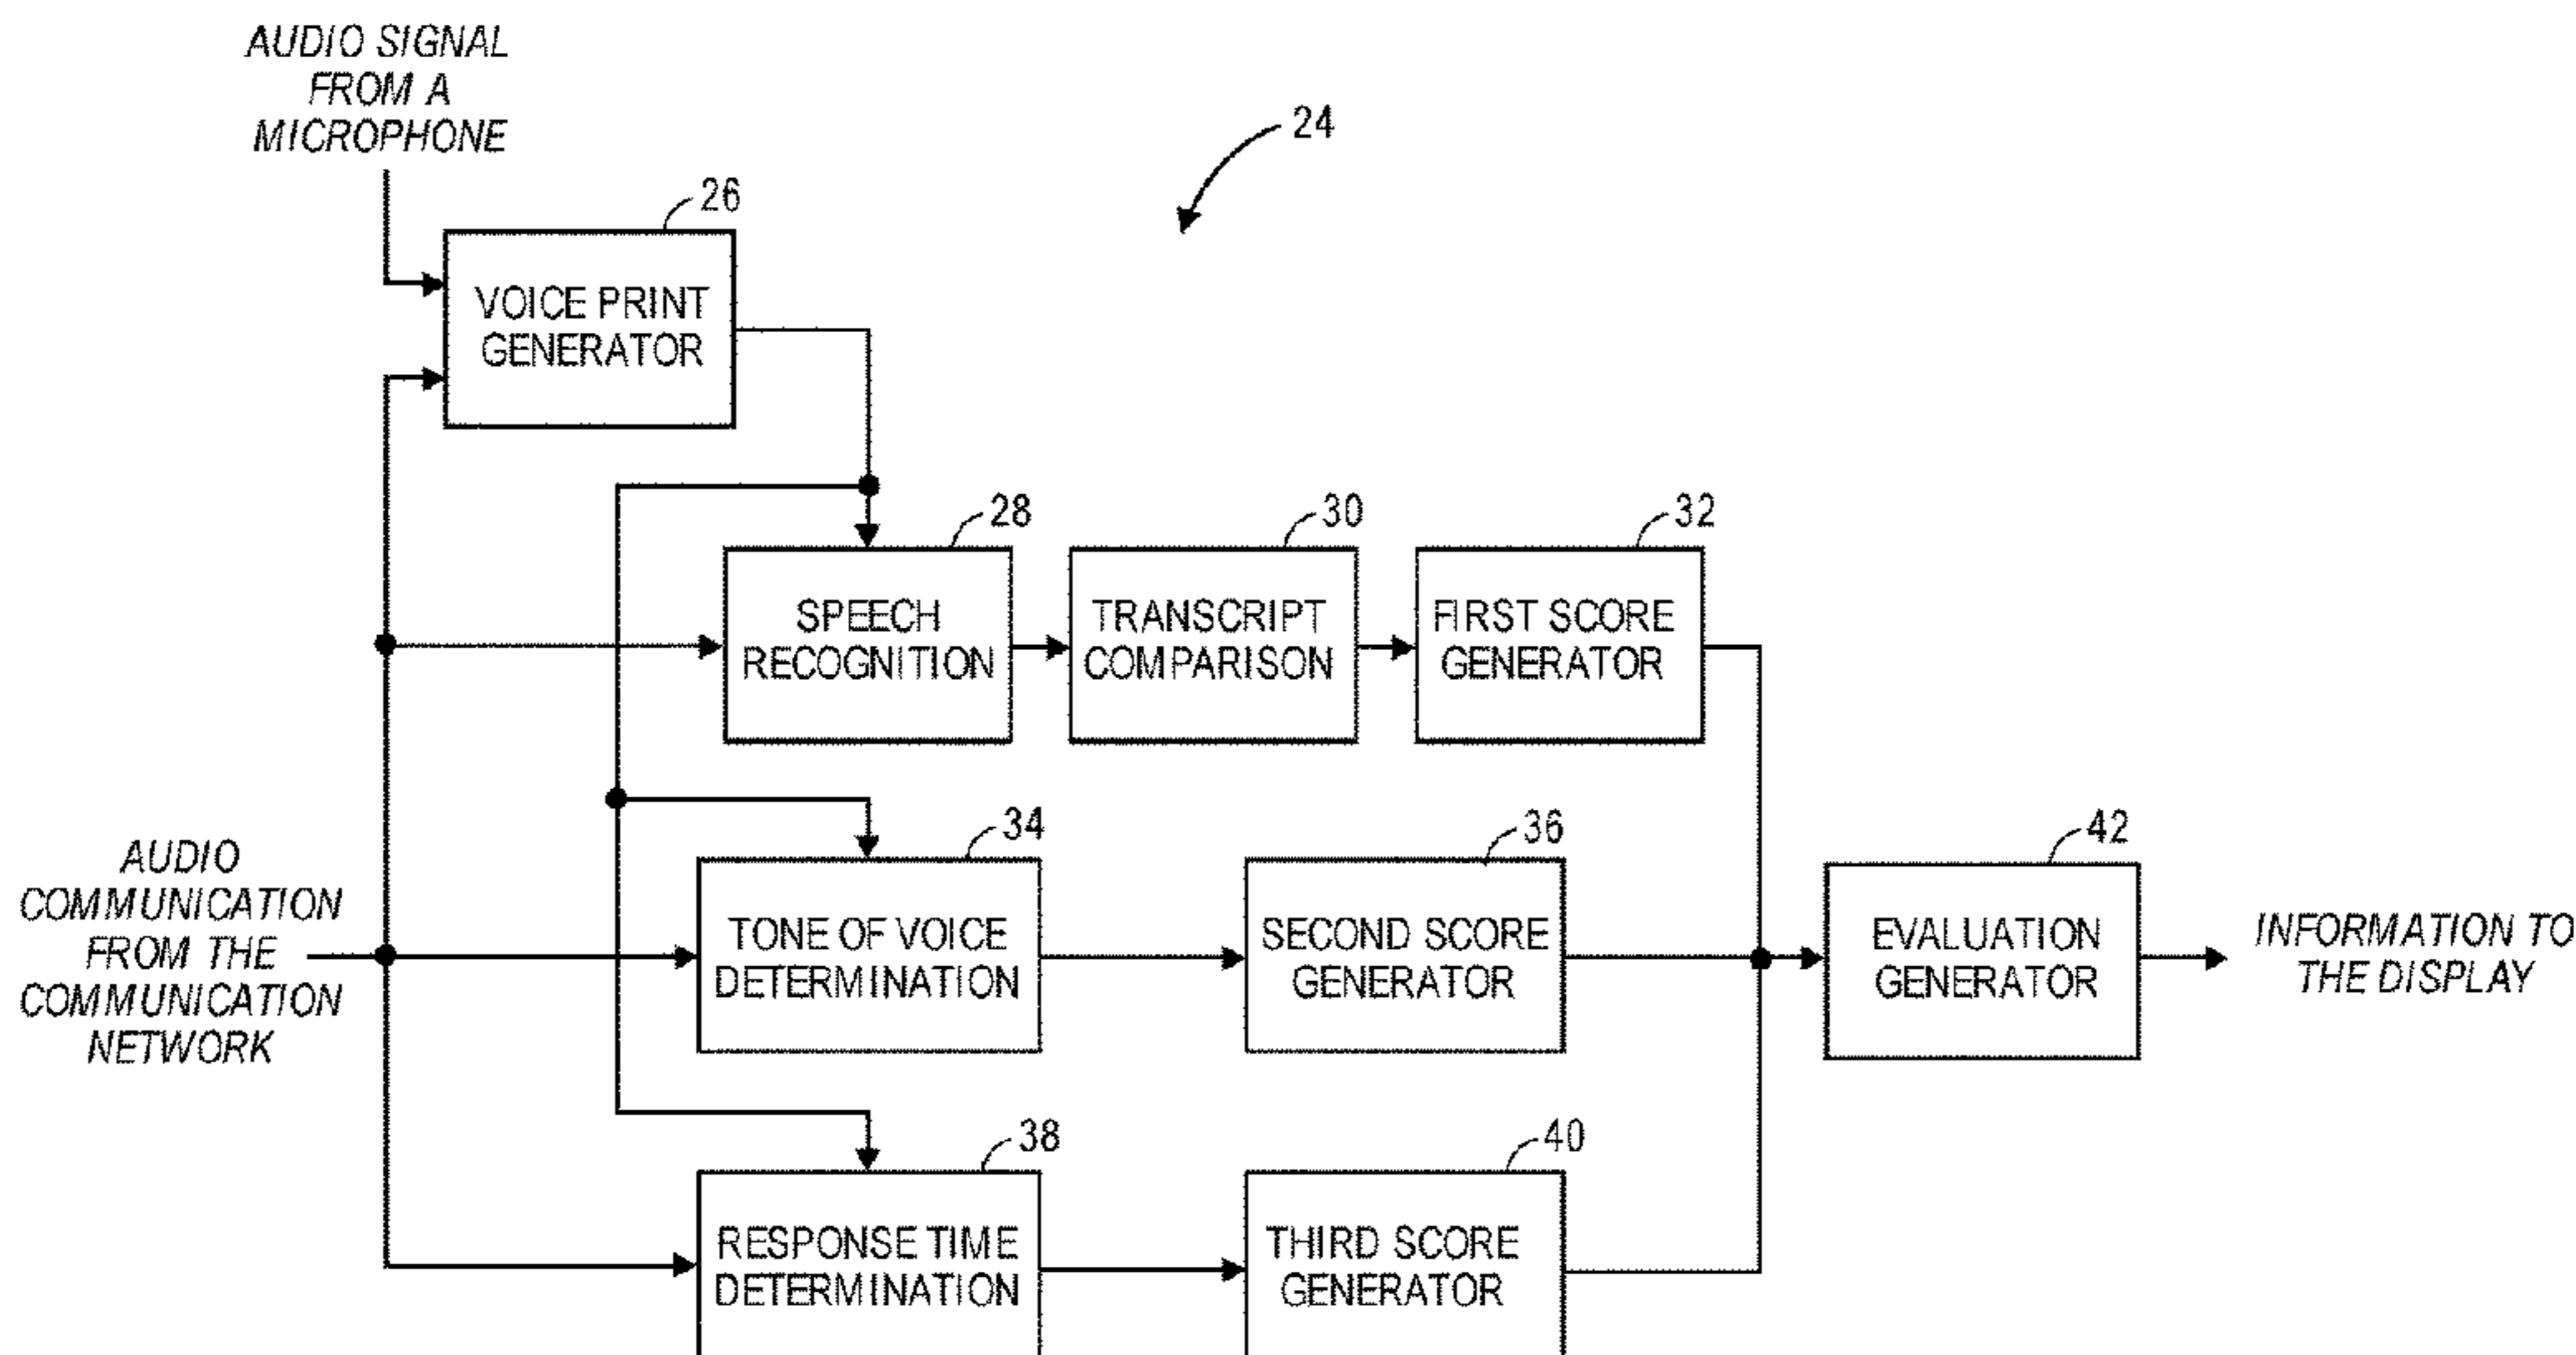 AUDIO SIGNAL
FROM A
MICROPHONE
24
26
VOICE PRINT
GENERATOR
28
30
32
SPEECH
RECOGNITION
TRANSCRIPT
COMPARISON
FIRST SCORE
GENERATOR
34
36
42
AUDIO
COMMUNICATION
FROM THE
COMMUNICATION
NETWORK
TONE OF VOICE
DETERMINATION
SECOND SCORE
GENERATOR
EVALUATION
GENERATOR
INFORMATION TO
THE DISPLAY
38
40
RESPONSE TIME
DETERMINATION
THIRD SCORE
GENERATOR